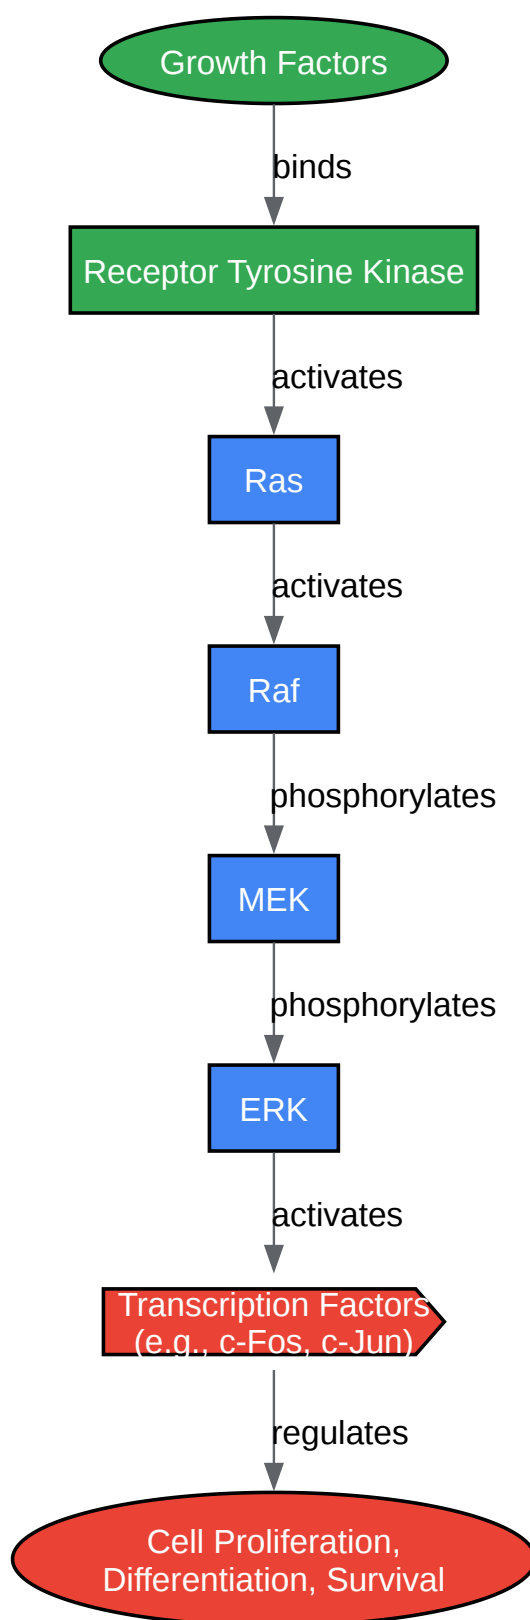 Growth Factors
binds
Receptor Tyrosine Kinase
activates
Ras
activates
Raf
phosphorylates
MEK
phosphorylates
ERK
activates
Transcription Factors
(e.g., c-Fos, c-Jun)
regulates
Cell Proliferation,
Differentiation, Survival